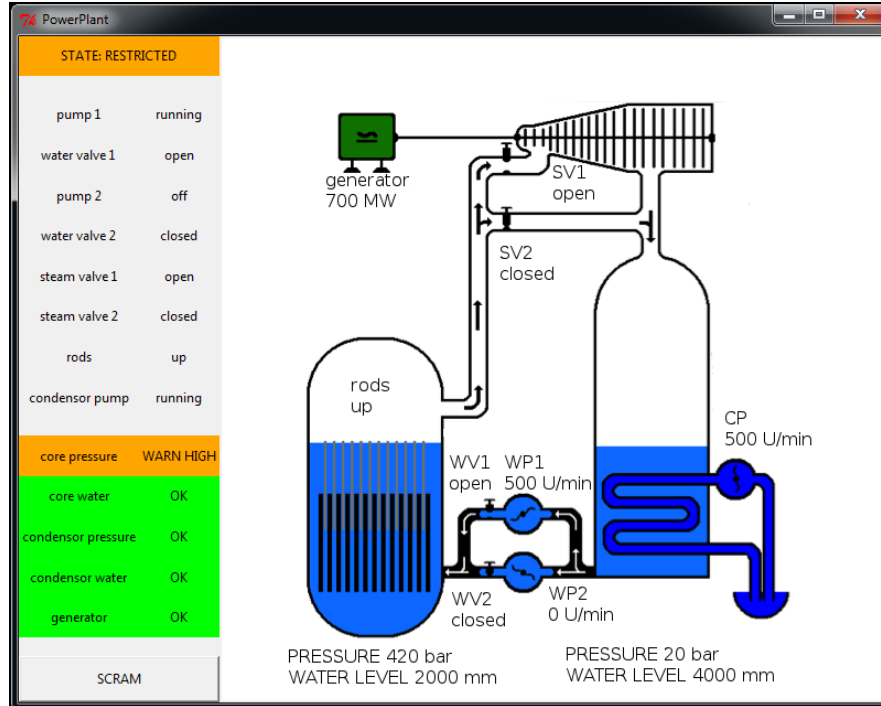 PowerPlant
STATE: RESTRICTED
pump 1 running
water valve 1 open
pump 2 off
water valve 2 closed
steam valve 1 open
steam valve 2 closed
rods up
condensor pump running
core pressure WARN HIGH
core water OK
condensor pressure OK
condensor water OK
generator OK
SCRAM
generator
700 MW
SV1
open
SV2
closed
rods
up
WV1
open
WP1
500 U/min
CP
500 U/min
WV2
closed
WP2
0 U/min
PRESSURE 420 bar
WATER LEVEL 2000 mm
PRESSURE 20 bar
WATER LEVEL 4000 mm